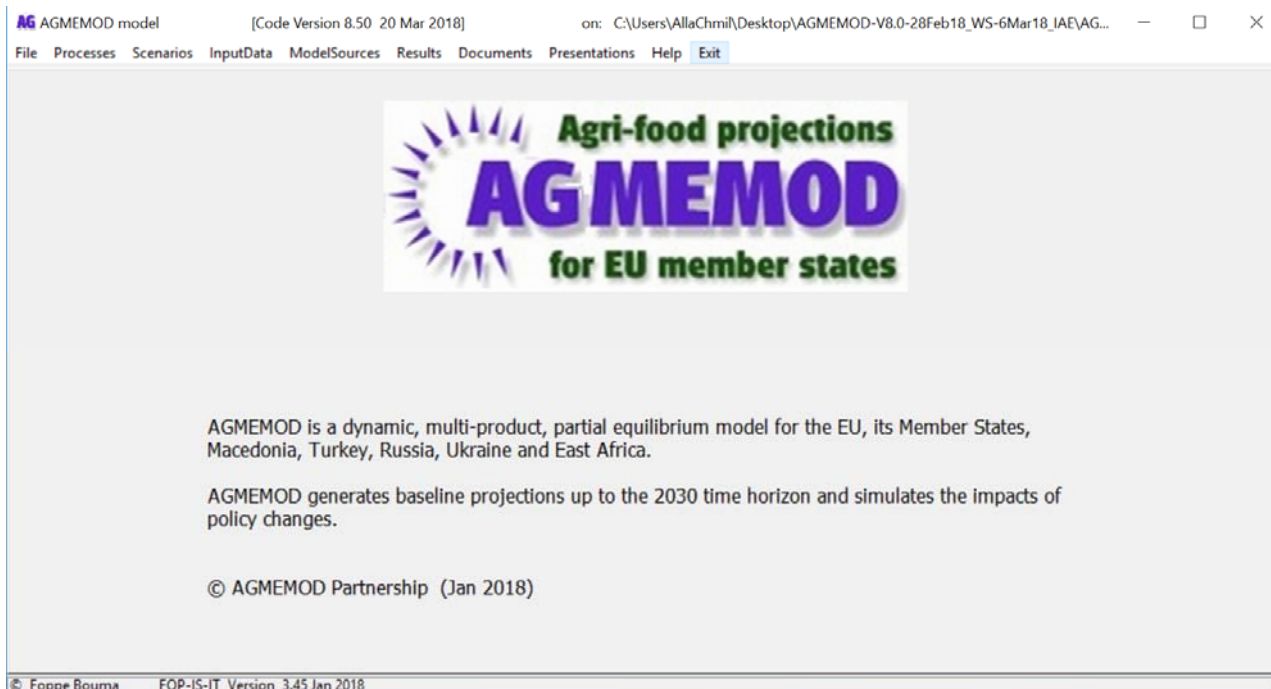 AG AGMEMOD model [Code Version 8.50 20 Mar 2018] on: C:\Users\AllaChmil\Desktop\AGMEMOD-V8.0-28Feb18_WS-6Mar18_IAE\AG...
File Processes Scenarios InputData ModelSources Results Documents Presentations Help Exit
Agri-food projections
AGMEMOD
for EU member states
AGMEMOD is a dynamic, multi-product, partial equilibrium model for the EU, its Member States,
Macedonia, Turkey, Russia, Ukraine and East Africa.
AGMEMOD generates baseline projections up to the 2030 time horizon and simulates the impacts of
policy changes.
© AGMEMOD Partnership (Jan 2018)
© Foppe Bouma FOP-IS-IT Version 3.45 Jan 2018